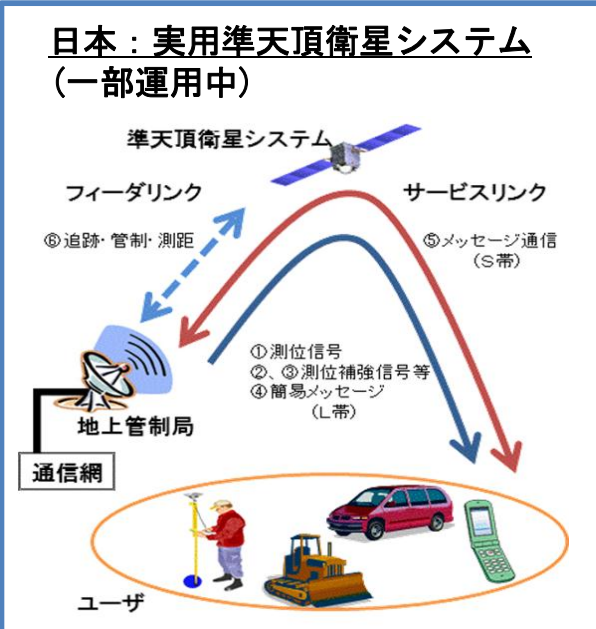 日本：実用準天頂衛星システム
(一部運用中)
準天頂衛星システム
フィーダリンク
サービスリンク
⑥追跡･管制･測距
⑤メッセージ通信
(S帯)
①測位信号
②、③測位補強信号等
④簡易メッセージ
(L帯)
地上管制局
通信網
ユーザ